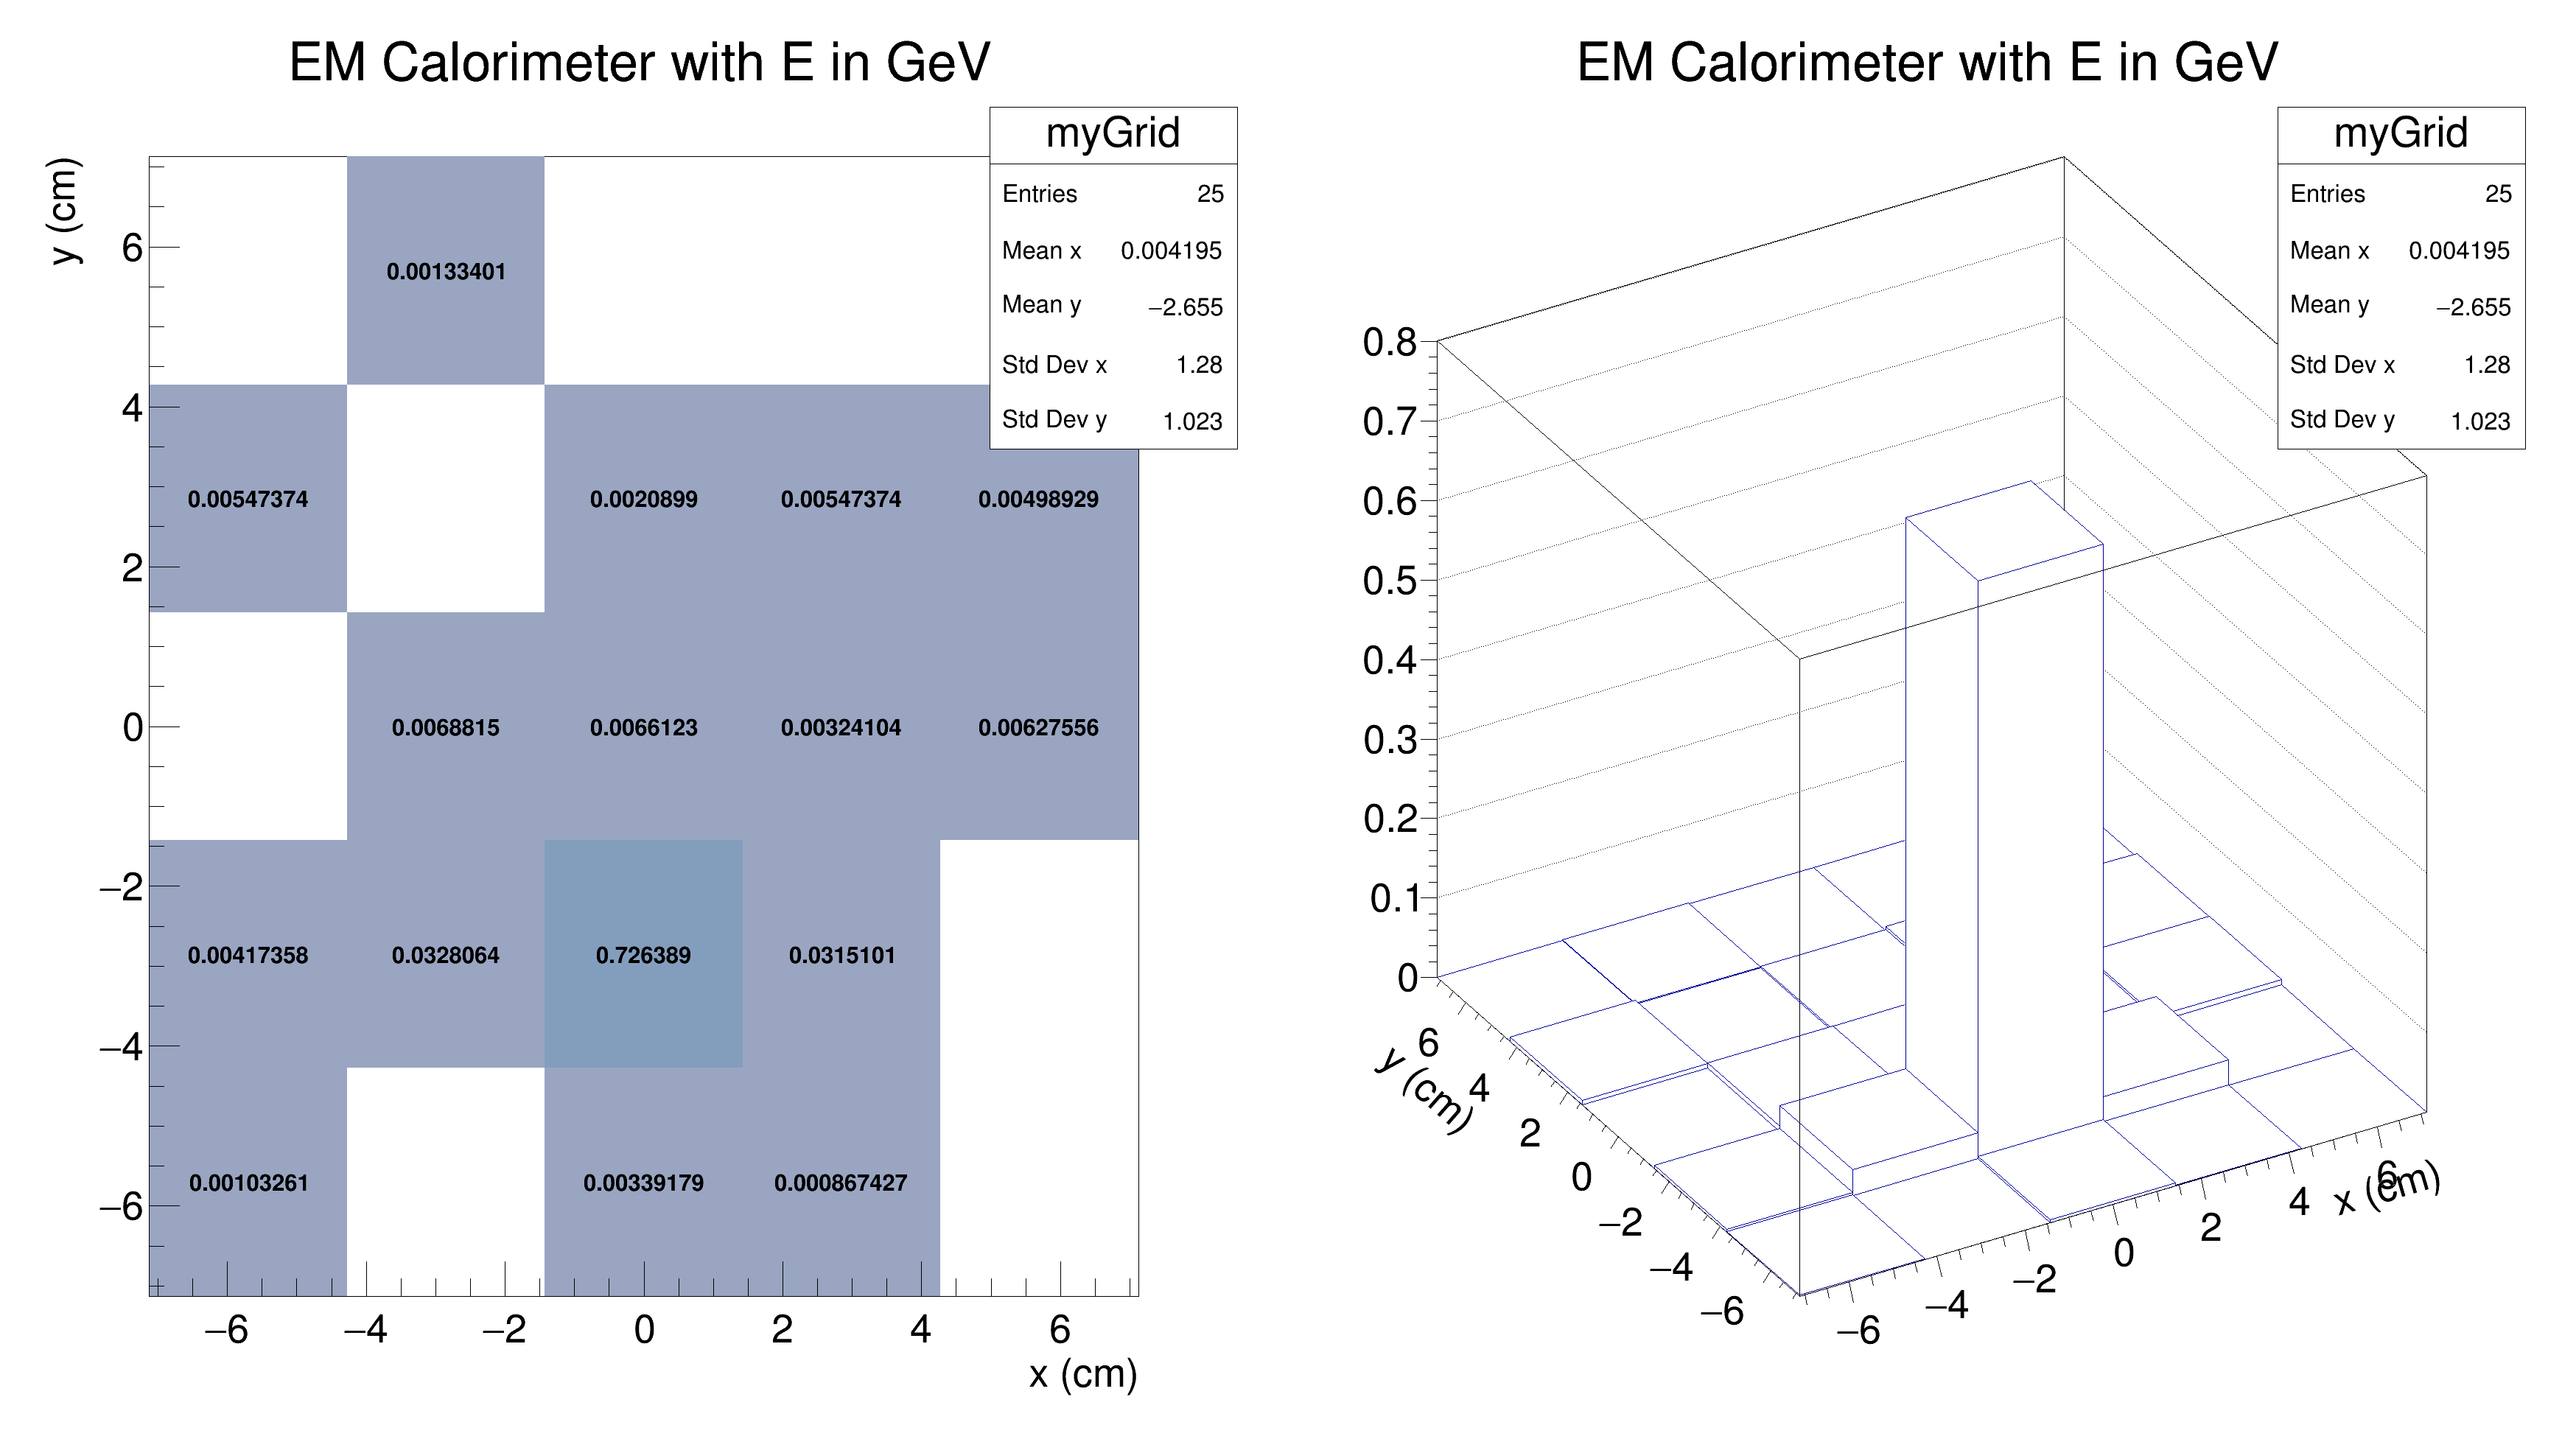 EM Calorimeter with E in GeV
myGrid
Entries 25
Mean x 0.004195
Mean y −2.655
Std Dev x 1.28
Std Dev y 1.023
y (cm)
6
4
2
0
−2
−4
−6
0.00133401
0.00547374 0.0020899 0.00547374 0.00498929
0.0068815 0.0066123 0.00324104 0.00627556
0.00417358 0.0328064 0.726389 0.0315101
0.00103261 0.00339179 0.000867427
−6 −4 −2 0 2 4 6
x (cm)
EM Calorimeter with E in GeV
myGrid
Entries 25
Mean x 0.004195
Mean y −2.655
Std Dev x 1.28
Std Dev y 1.023
0.8
0.7
0.6
0.5
0.4
0.3
0.2
0.1
0
y (cm)
6
4
2
0
−2
−4
−6
−6 −4 −2 0 2 4 6
x (cm)